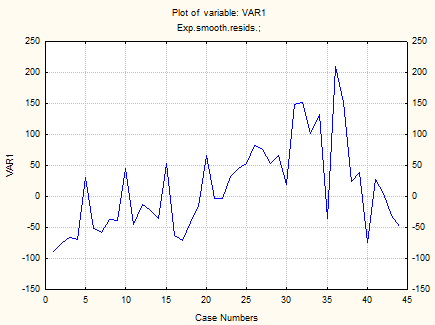 Plot of variable: VAR1
Exp.smooth.resids.;
250 250
200 200
150 150
100 100
50 50
0 0
-50 -50
-100 -100
-150 -150
VAR1
0 5 10 15 20 25 30 35 40 45
Case Numbers